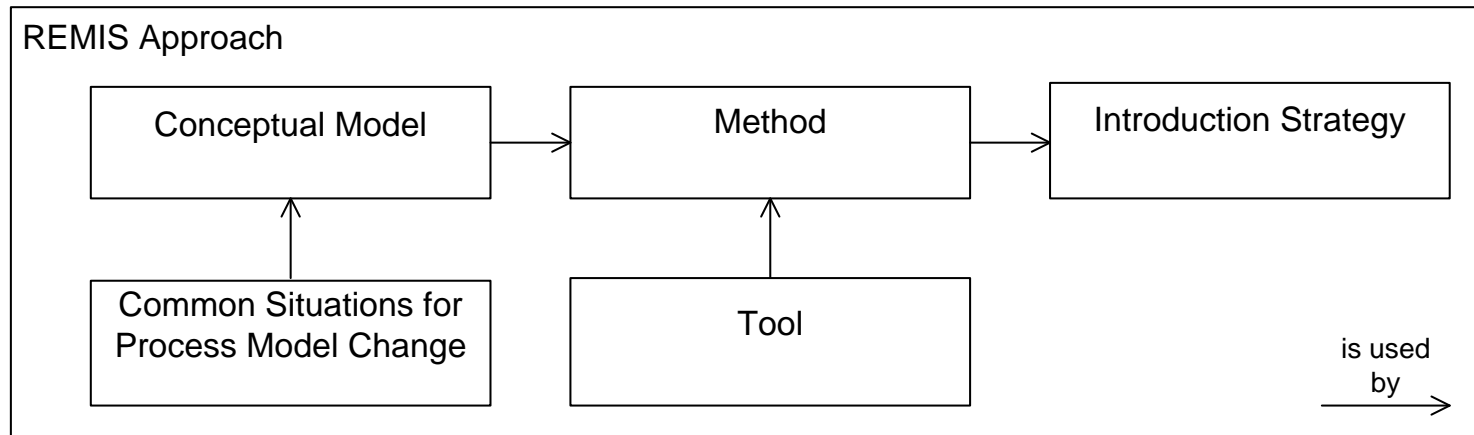 REMIS Approach
Conceptual Model
Method
Introduction Strategy
Common Situations for
Process Model Change
Tool
is used
by